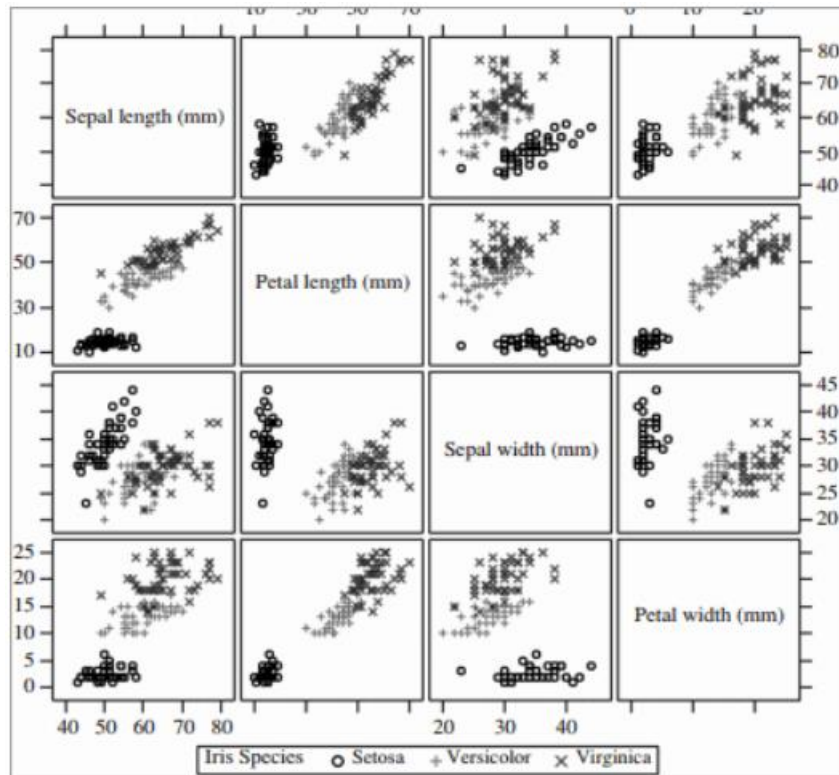 0 20
10 30 50 70
Sepal length (mm)
80
70
60
50
40
70
50
30
10
Petal length (mm)
Sepal width (mm)
45
40
35
30
25
20
25
20
15
10
5
0
Petal width (mm)
40 50 60 70 80
20 30 40
Iris Species Setosa Versicolor Virginica